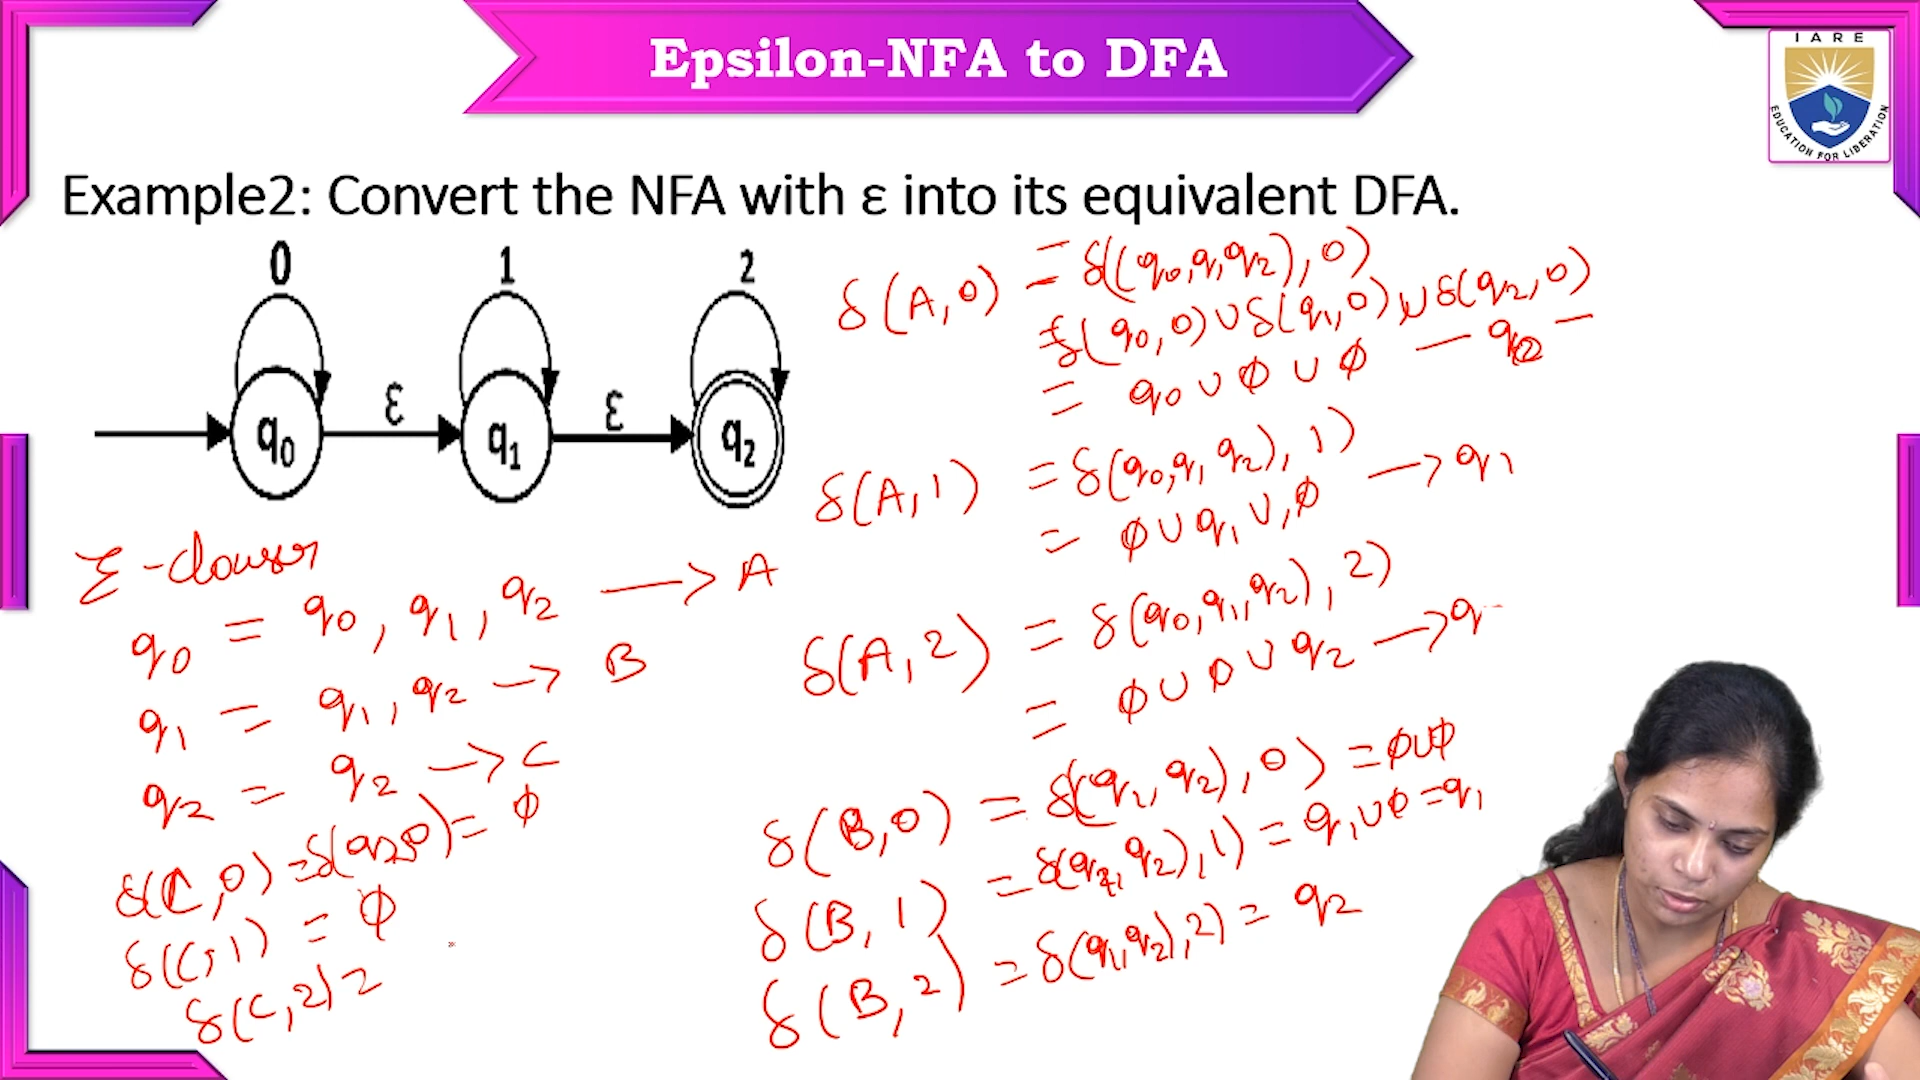 Epsilon-NFA to DFA
IARE
EDUCATION FOR LIBERATION
Example2: Convert the NFA with ε into its equivalent DFA.
0 1 2
ε ε
q0 q1 q2
δ(A,0) = δ((q0,q1,q2),0)
= δ(q0,0) ∪ δ(q1,0) ∪ δ(q2,0)
= q0 ∪ φ ∪ φ — q0 —
δ(A,1) = δ(q0,q1,q2),1)
= φ ∪ q1 ∪ φ → q1
δ(A,2) = δ(q0,q1,q2),2)
= φ ∪ φ ∪ q2 → q
δ(B,0) = δ(q1,q2),0) = φ∪φ
δ(B,1) = δ(q1,q2),1) = q1∪φ = q1
δ(B,2) = δ(q1,q2),2) = q2
q0 = q0, q1, q2 → A
q1 = q1, q2 → B
q2 = q2 → C
δ(C,0) = δ(q2,0) = φ
δ(C,1) = φ
δ(C,2) =